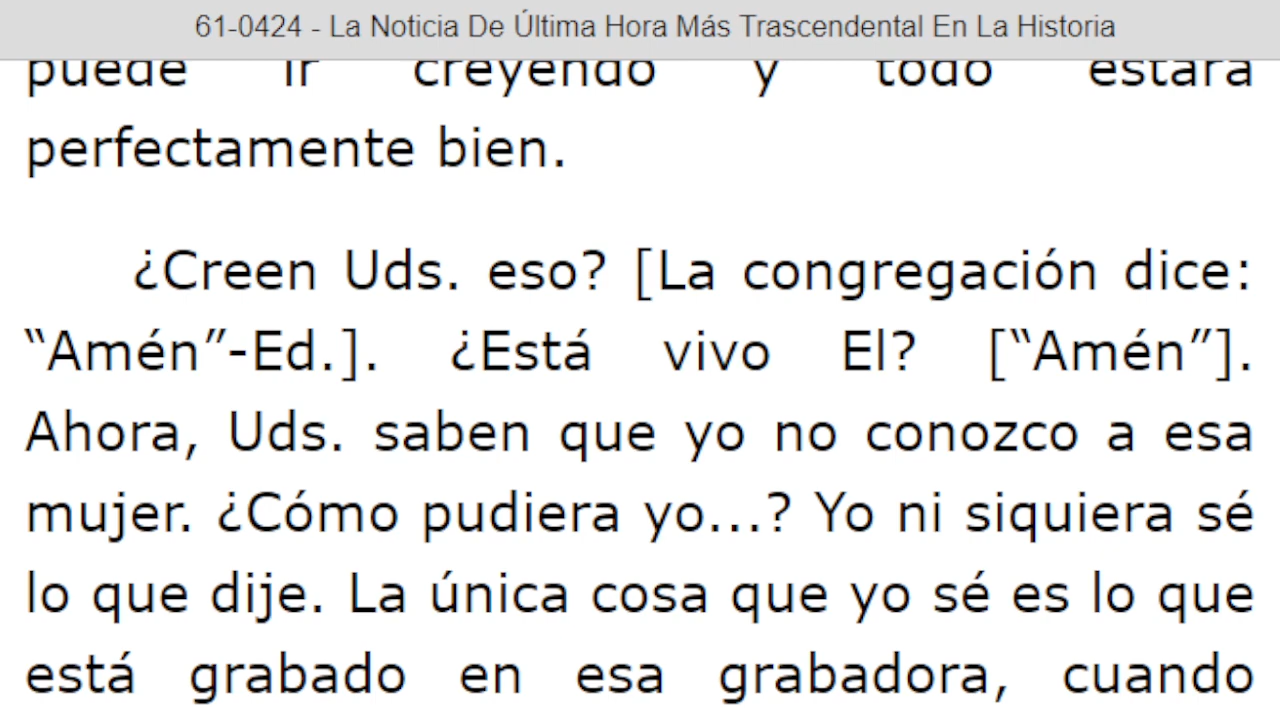 61-0424 - La Noticia De Última Hora Más Trascendental En La Historia
puede ir creyendo y todo estará
perfectamente bien.
¿Creen Uds. eso? [La congregación dice:
“Amén”-Ed.]. ¿Está vivo El? [“Amén”].
Ahora, Uds. saben que yo no conozco a esa
mujer. ¿Cómo pudiera yo...? Yo ni siquiera sé
lo que dije. La única cosa que yo sé es lo que
está grabado en esa grabadora, cuando